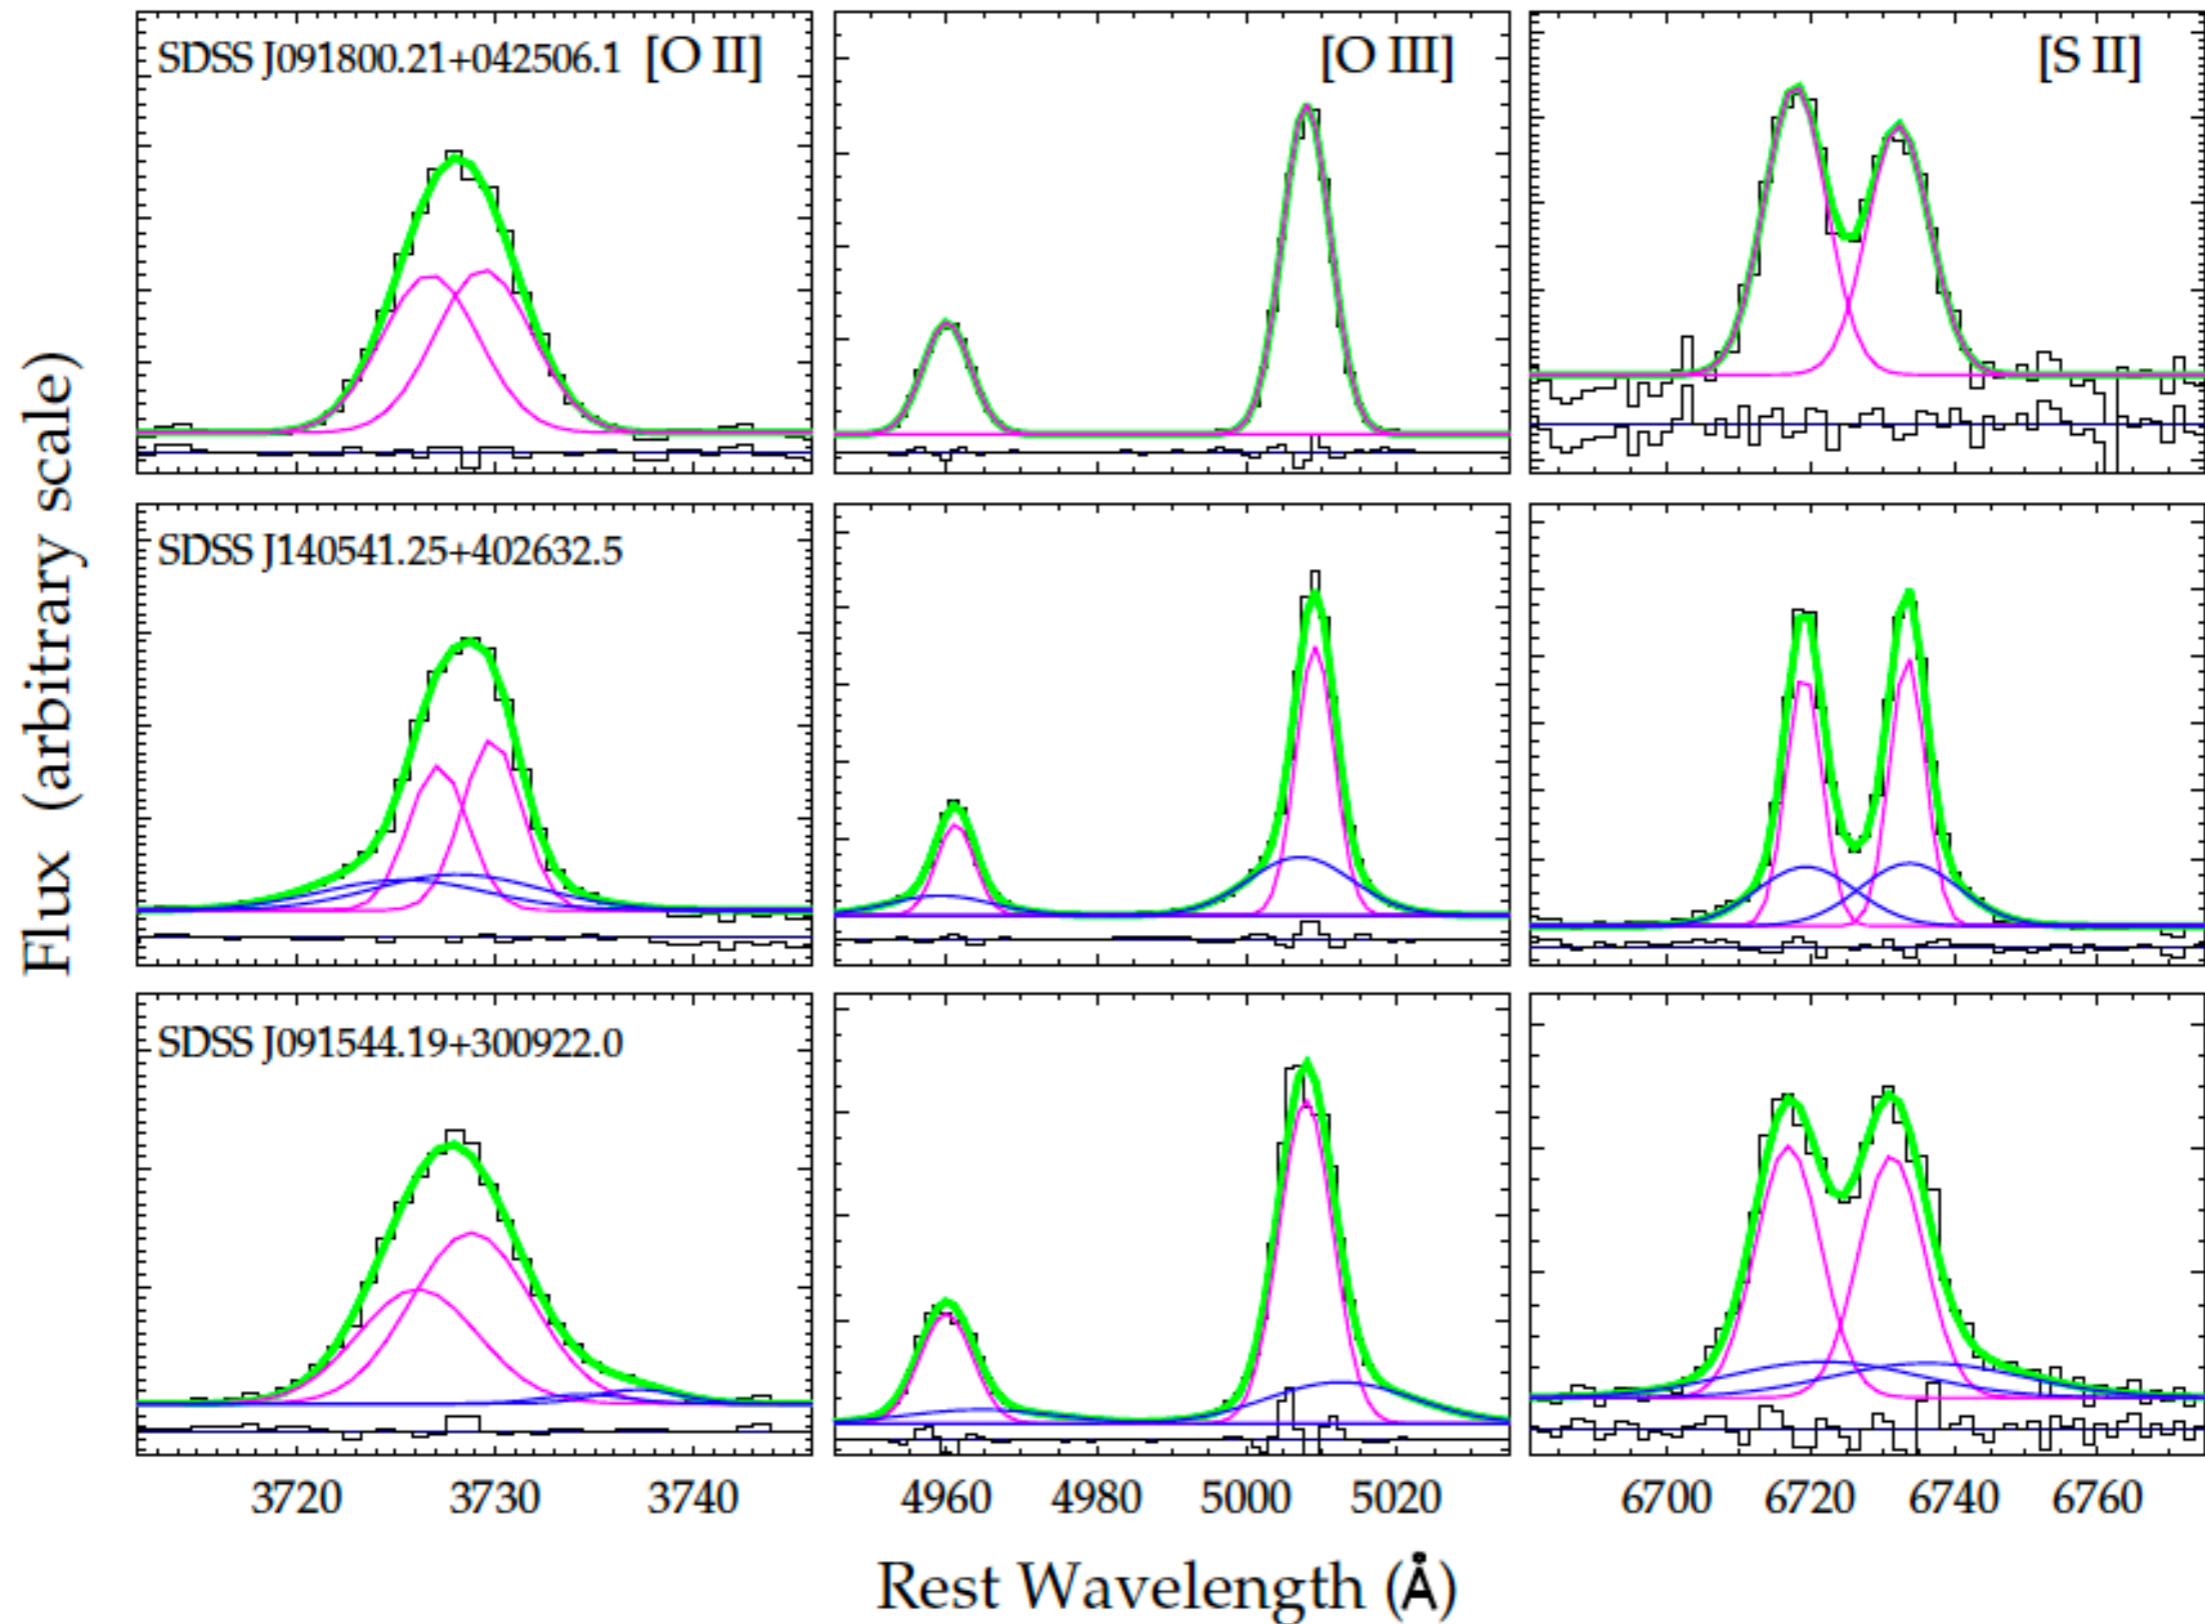 SDSS J091800.21+042506.1 [O II]
[O III]
[S II]
SDSS J140541.25+402632.5
SDSS J091544.19+300922.0
Flux (arbitrary scale)
3720 3730 3740
4960 4980 5000 5020
6700 6720 6740 6760
Rest Wavelength (Å)